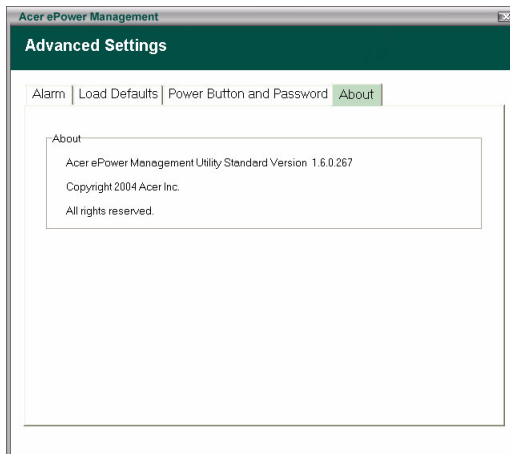 Acer ePower Management
Advanced Settings
Alarm Load Defaults Power Button and Password About
About
Acer ePower Management Utility Standard Version 1.6.0.267
Copyright 2004 Acer Inc.
All rights reserved.